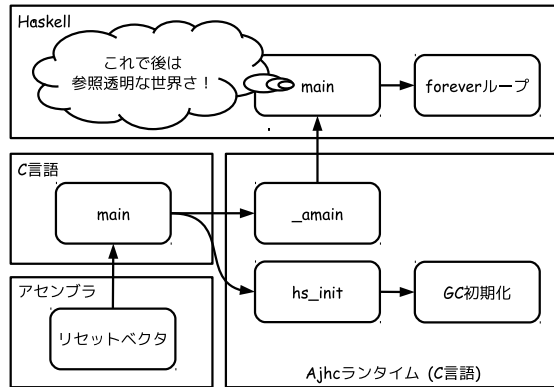 Haskell
これで後は
参照透明な世界さ！
main
foreverループ
C言語
main
_amain
アセンブラ
hs_init
GC初期化
リセットベクタ
Ajhcランタイム (C言語)